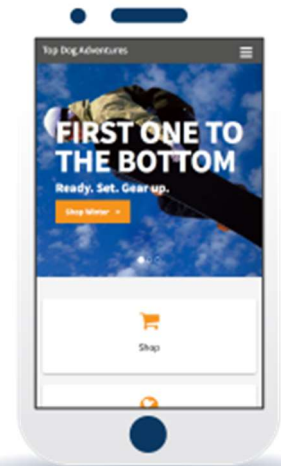 Top Dog Adventures
FIRST ONE TO
THE BOTTOM
Ready. Set. Gear up.
Shop Winter >
Shop